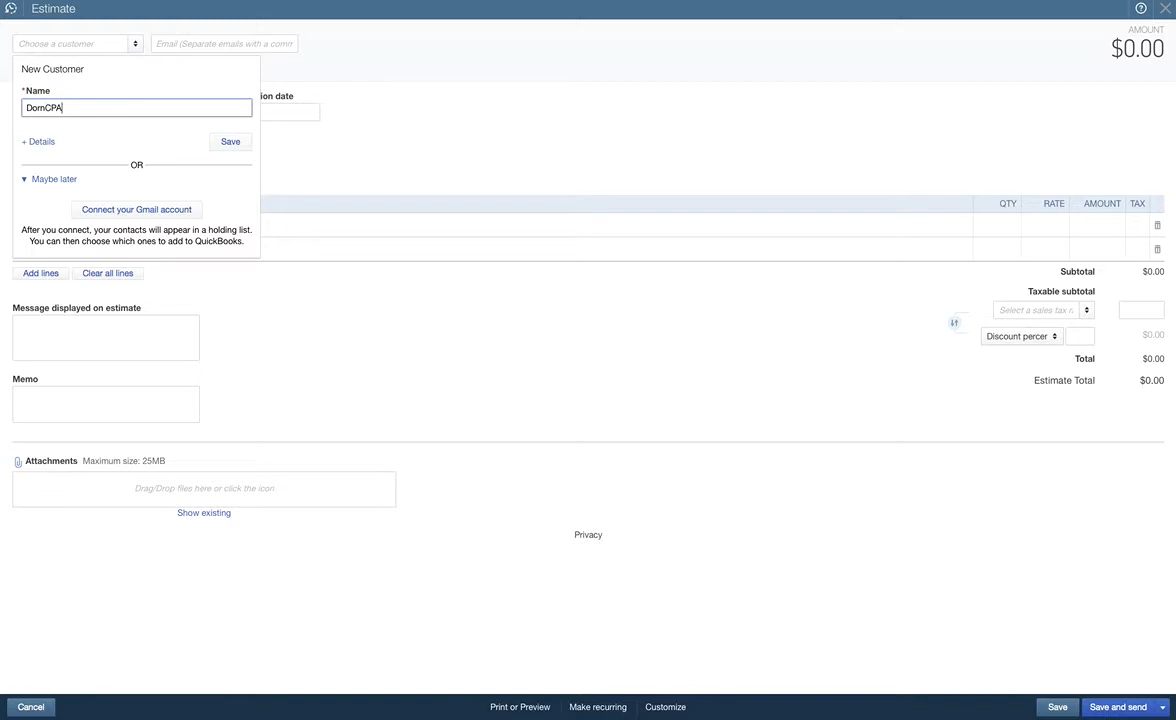 Estimate
Choose a customer
Email (Separate emails with a comm
AMOUNT
$0.00
New Customer
*Name
ion date
DornCPA
+ Details
Save
OR
▼ Maybe later
Connect your Gmail account
After you connect, your contacts will appear in a holding list.
You can then choose which ones to add to QuickBooks.
QTY RATE AMOUNT TAX
Add lines Clear all lines
Subtotal $0.00
Taxable subtotal
Message displayed on estimate
Select a sales tax r
Discount percer $0.00
Total $0.00
Memo
Estimate Total $0.00
Attachments Maximum size: 25MB
Drag/Drop files here or click the icon
Show existing
Privacy
Cancel Print or Preview Make recurring Customize Save Save and send